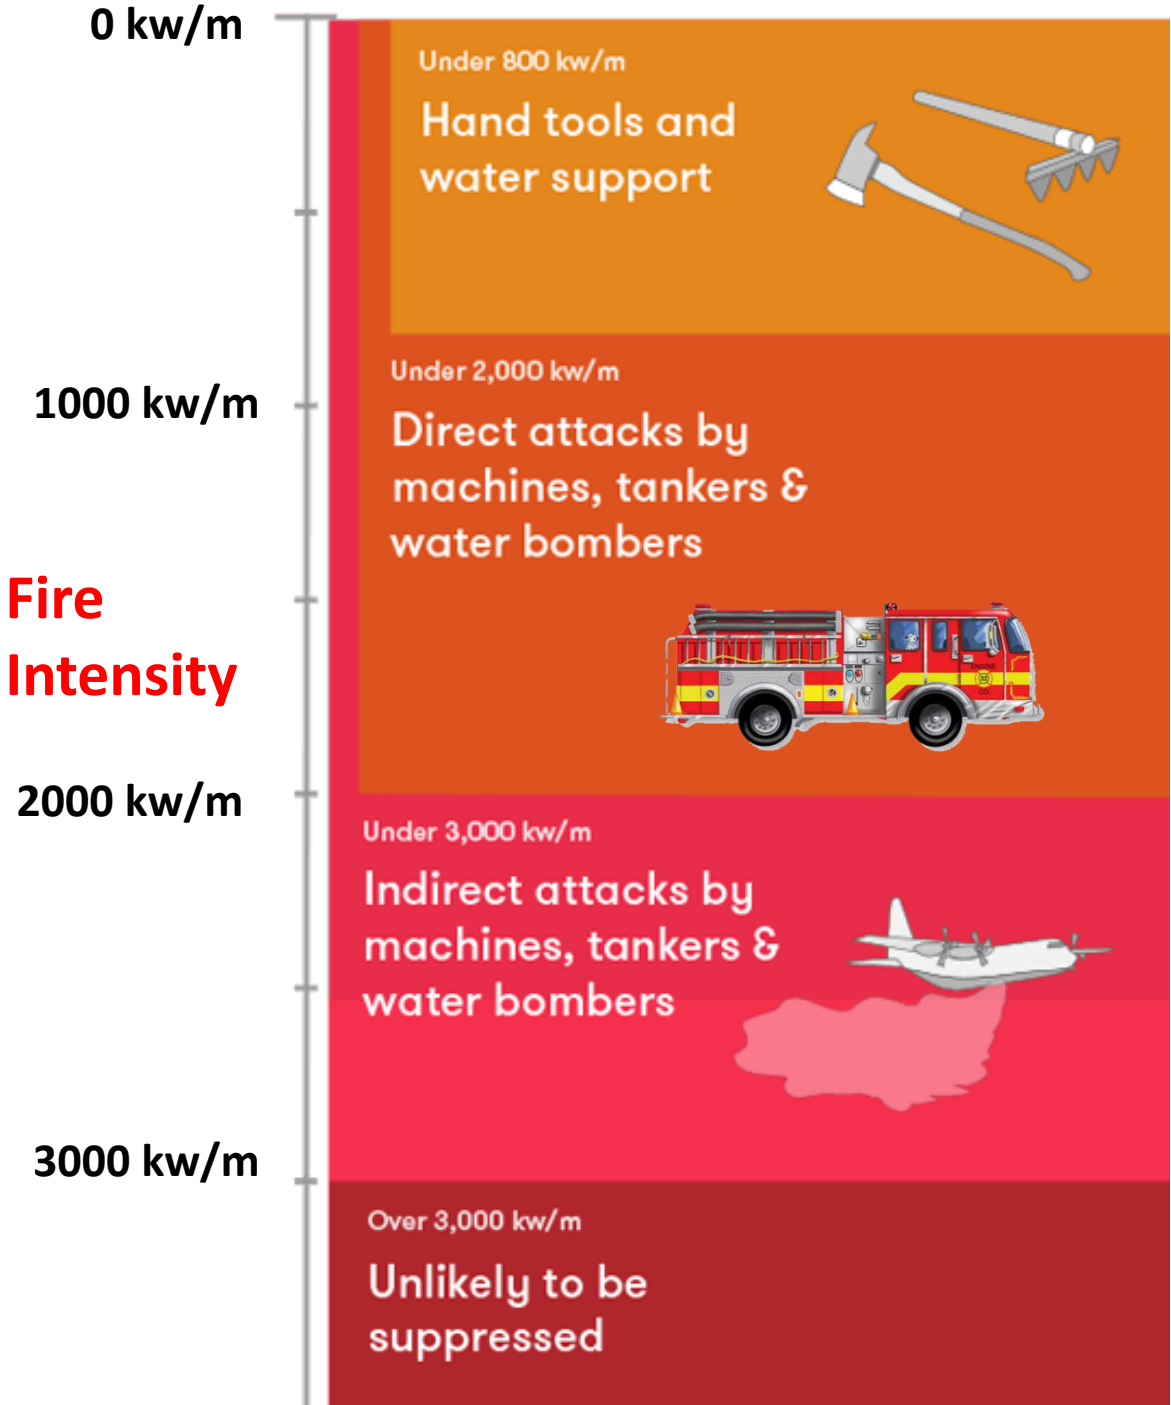 0 kw/m
Under 800 kw/m
Hand tools and
water support
Under 2,000 kw/m
1000 kw/m
Direct attacks by
machines, tankers &
water bombers
Fire
Intensity
ENGINE
CO.
2000 kw/m
Under 3,000 kw/m
Indirect attacks by
machines, tankers &
water bombers
3000 kw/m
Over 3,000 kw/m
Unlikely to be
suppressed